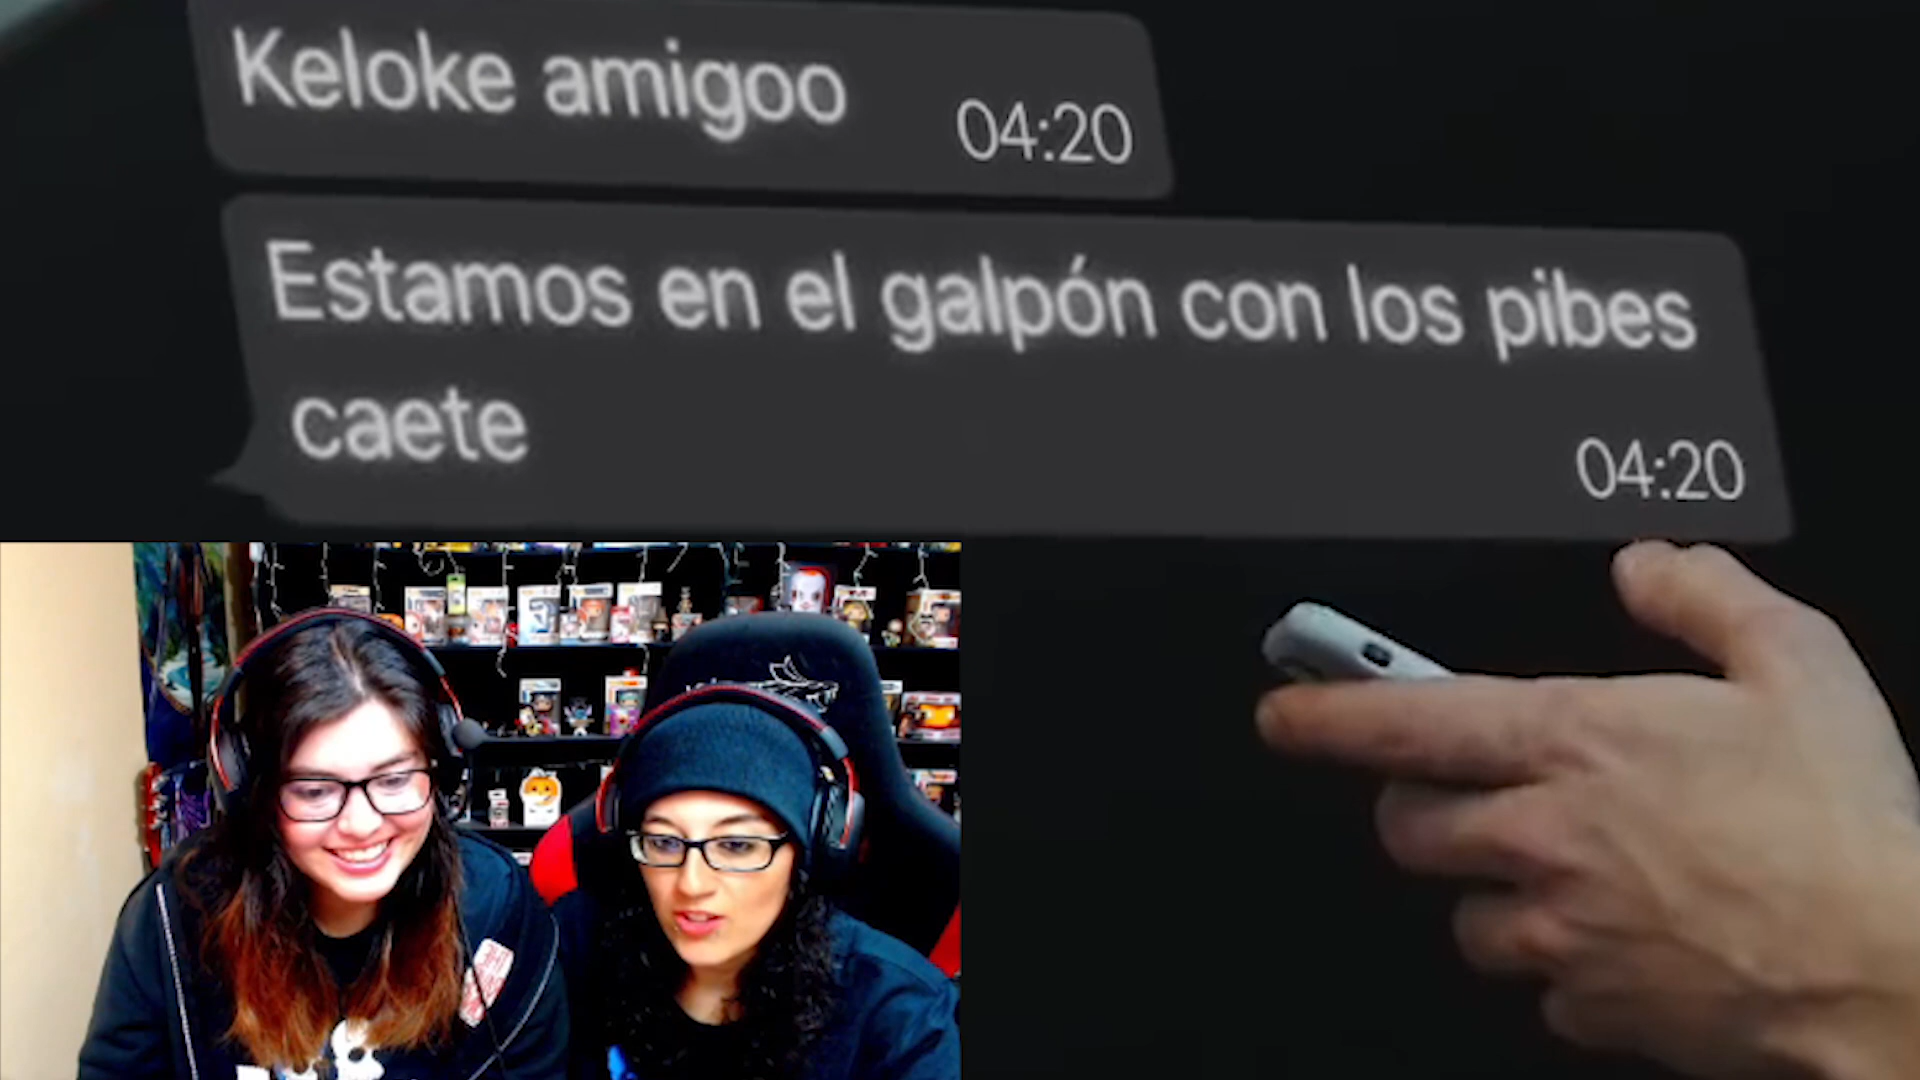 Keloke amigoo
04:20
Estamos en el galpón con los pibes
caete
04:20